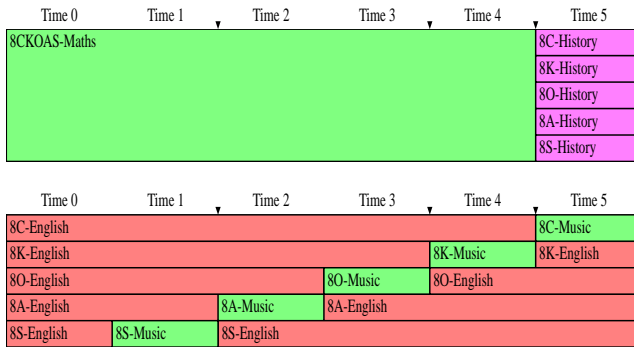 Time 0 Time 1 Time 2 Time 3 Time 4 Time 5
8CKOAS-Maths 8C-History
8K-History
8O-History
8A-History
8S-History
Time 0 Time 1 Time 2 Time 3 Time 4 Time 5
8C-English 8C-Music
8K-English 8K-Music 8K-English
8O-English 8O-Music 8O-English
8A-English 8A-Music 8A-English
8S-English 8S-Music 8S-English